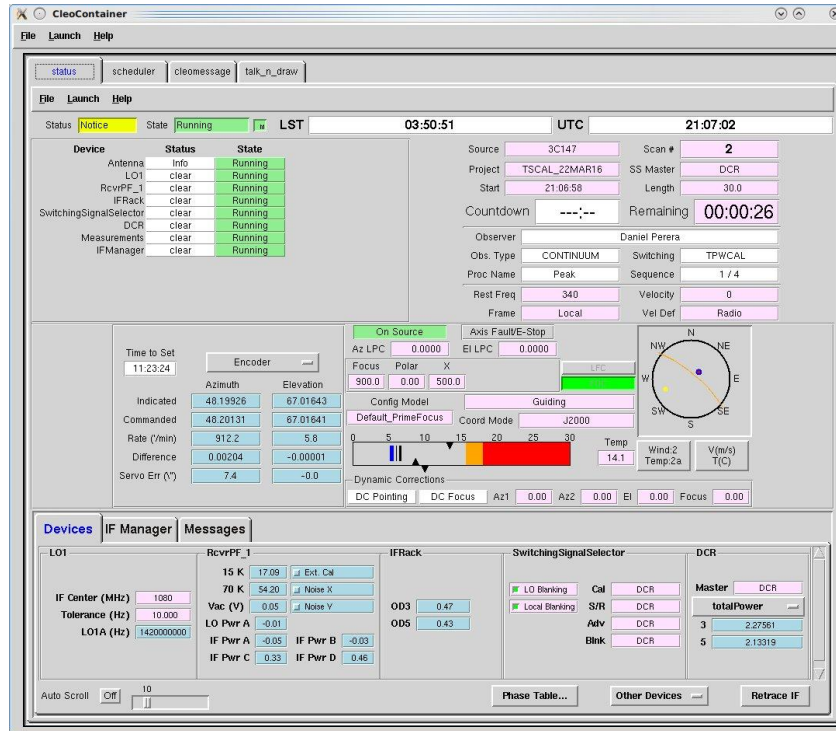 CleoContainer
File Launch Help
status scheduler cleomessage talk_n_draw
File Launch Help
Status Notice State Running M LST 03:50:51 UTC 21:07:02
Device Status State
Antenna Info Running
LO1 clear Running
RcvrPF_1 clear Running
IFRack clear Running
SwitchingSignalSelector clear Running
DCR clear Running
Measurements clear Running
IFManager clear Running
Source 3C147 Scan # 2
Project TSCAL_22MAR16 SS Master DCR
Start 21:06:58 Length 30.0
Countdown ---:-- Remaining 00:00:26
Observer Daniel Perera
Obs. Type CONTINUUM Switching TPWCAL
Proc Name Peak Sequence 1 / 4
Rest Freq 340 Velocity 0
Frame Local Vel Def Radio
Time to Set
11:23:24
Encoder
Azimuth Elevation
Indicated 48.19926 67.01643
Commanded 48.20131 67.01641
Rate ('/min) 912.2 5.8
Difference 0.00204 -0.00001
Servo Err (\") 7.4 -0.0
On Source Axis Fault/E-Stop
Az LPC 0.0000 El LPC 0.0000
Focus Polar X
900.0 0.00 500.0
LFC
Config Model Guiding
Default_PrimeFocus Coord Mode J2000
0 5 10 15 20 25 30
Temp
14.1
Wind:2
Temp:2a
V(m/s)
T(C)
N
NW NE
W E
SW SE
S
Dynamic Corrections
DC Pointing DC Focus Az1 0.00 Az2 0.00 El 0.00 Focus 0.00
Devices IF Manager Messages
LO1
IF Center (MHz) 1080
Tolerance (Hz) 10.000
LO1A (Hz) 1420000000
RcvrPF_1
15 K 17.09 Ext. Cal
70 K 54.20 Noise X
Vac (V) 0.05 Noise Y
LO Pwr A -0.01
IF Pwr A -0.05 IF Pwr B -0.03
IF Pwr C 0.33 IF Pwr D 0.46
IFRack
OD3 0.47
OD5 0.43
SwitchingSignalSelector
LO Blanking Cal DCR
Local Blanking S/R DCR
Adv DCR
Blnk DCR
DCR
Master DCR
totalPower
3 2.27561
5 2.13319
Auto Scroll Off 10
Phase Table... Other Devices Retrace IF